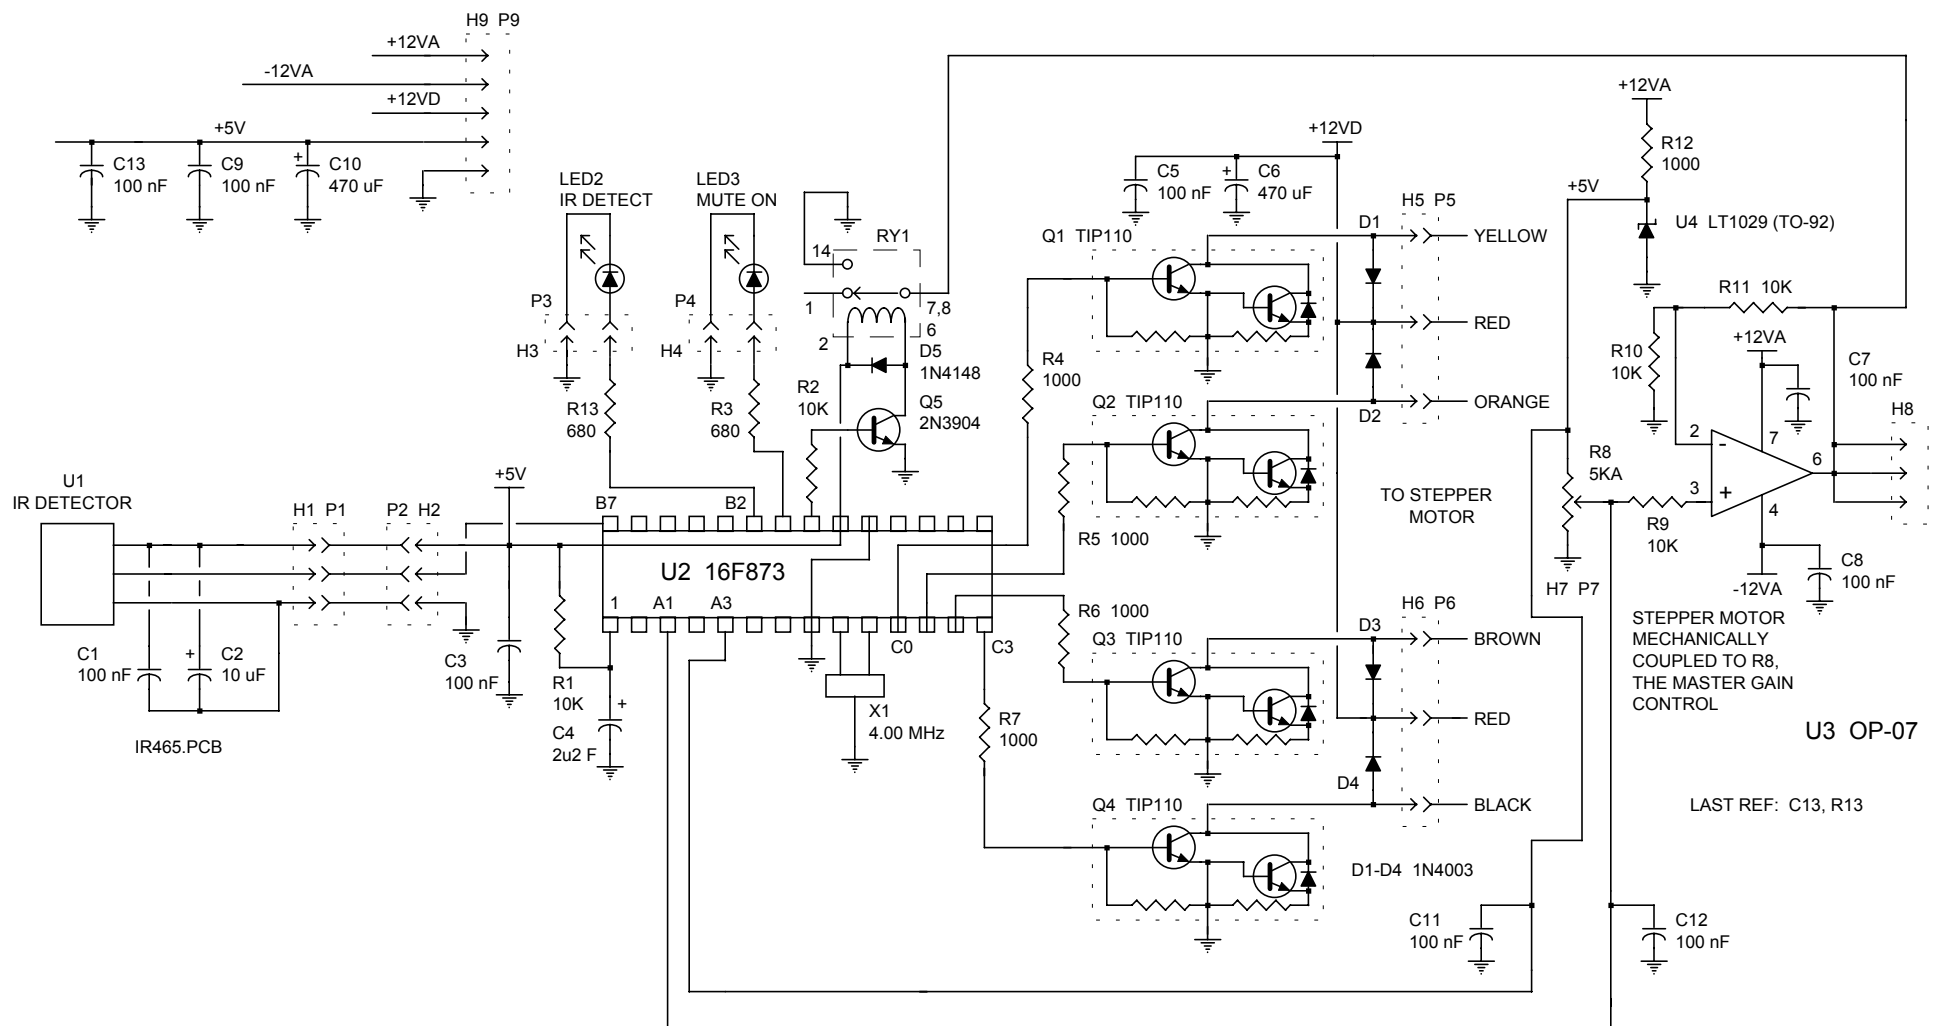 H9 P9
+12VA
-12VA
+12VD
+5V
C13
100 nF
C9
100 nF
+
C10
470 uF
LED2
IR DETECT
LED3
MUTE ON
RY1
14
1
7,8
2
6
P3
H3
P4
H4
D5
1N4148
R13
680
R3
680
R2
10K
Q5
2N3904
U1
IR DETECTOR
H1 P1
P2 H2
+5V
B7
B2
U2 16F873
1
A1
A3
C0
C3
C1
100 nF
+
C2
10 uF
C3
100 nF
R1
10K
+
C4
2u2 F
X1
4.00 MHz
IR465.PCB
R4
1000
R5 1000
R6 1000
R7
1000
+12VD
C5
100 nF
+
C6
470 uF
Q1 TIP110
Q2 TIP110
Q3 TIP110
Q4 TIP110
D1
D2
D3
D4
H5 P5
YELLOW
RED
ORANGE
TO STEPPER
MOTOR
H6 P6
BROWN
RED
BLACK
D1-D4 1N4003
+12VA
R12
1000
+5V
U4 LT1029 (TO-92)
R11 10K
R10
10K
+12VA
C7
100 nF
H8
2
-
7
6
3
+
4
R8
5KA
R9
10K
H7 P7
-12VA
C8
100 nF
STEPPER MOTOR
MECHANICALLY
COUPLED TO R8,
THE MASTER GAIN
CONTROL
U3 OP-07
LAST REF: C13, R13
C11
100 nF
C12
100 nF